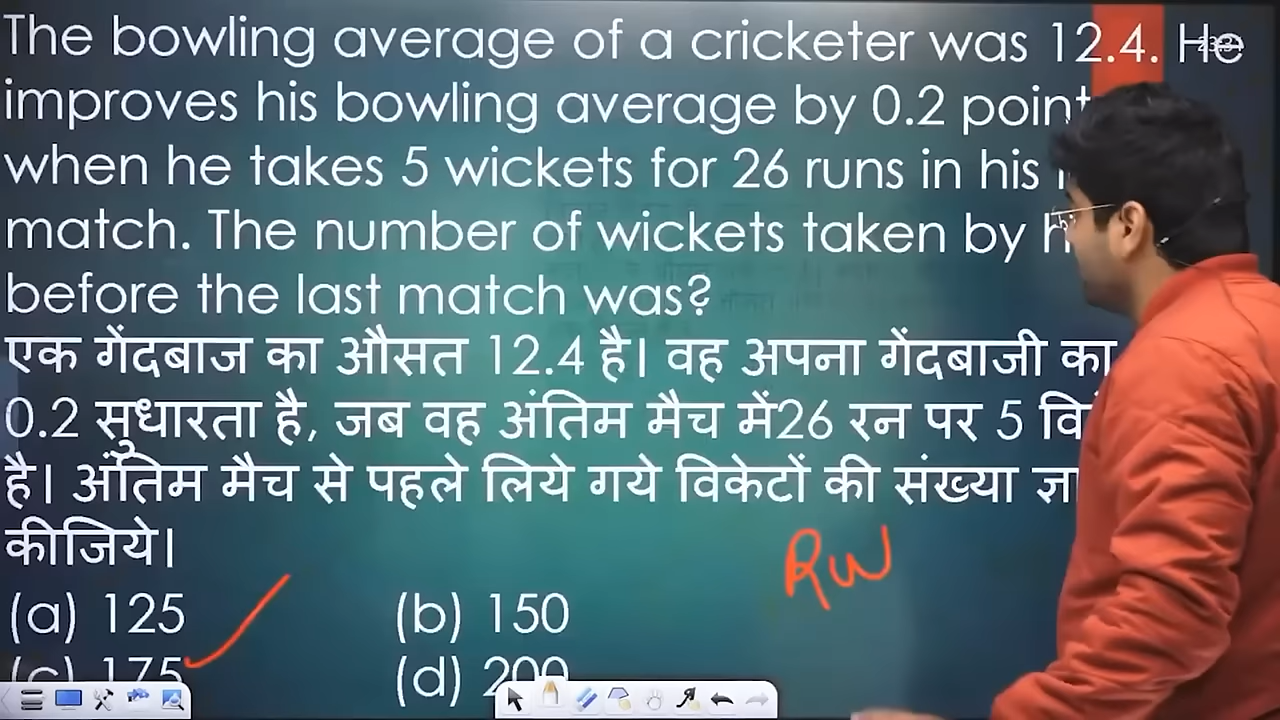 The bowling average of a cricketer was 12.4. He
improves his bowling average by 0.2 point
when he takes 5 wickets for 26 runs in his
match. The number of wickets taken by
before the last match was?
एक गेंदबाज का औसत 12.4 है। वह अपना गेंदबाजी का
0.2 सुधारता है, जब वह अंतिम मैच में26 रन पर 5
है। अंतिम मैच से पहले लिये गये विकेटों की संख्या
कीजिये।
(a) 125 (b) 150
(c) 175 (d) 200
RW